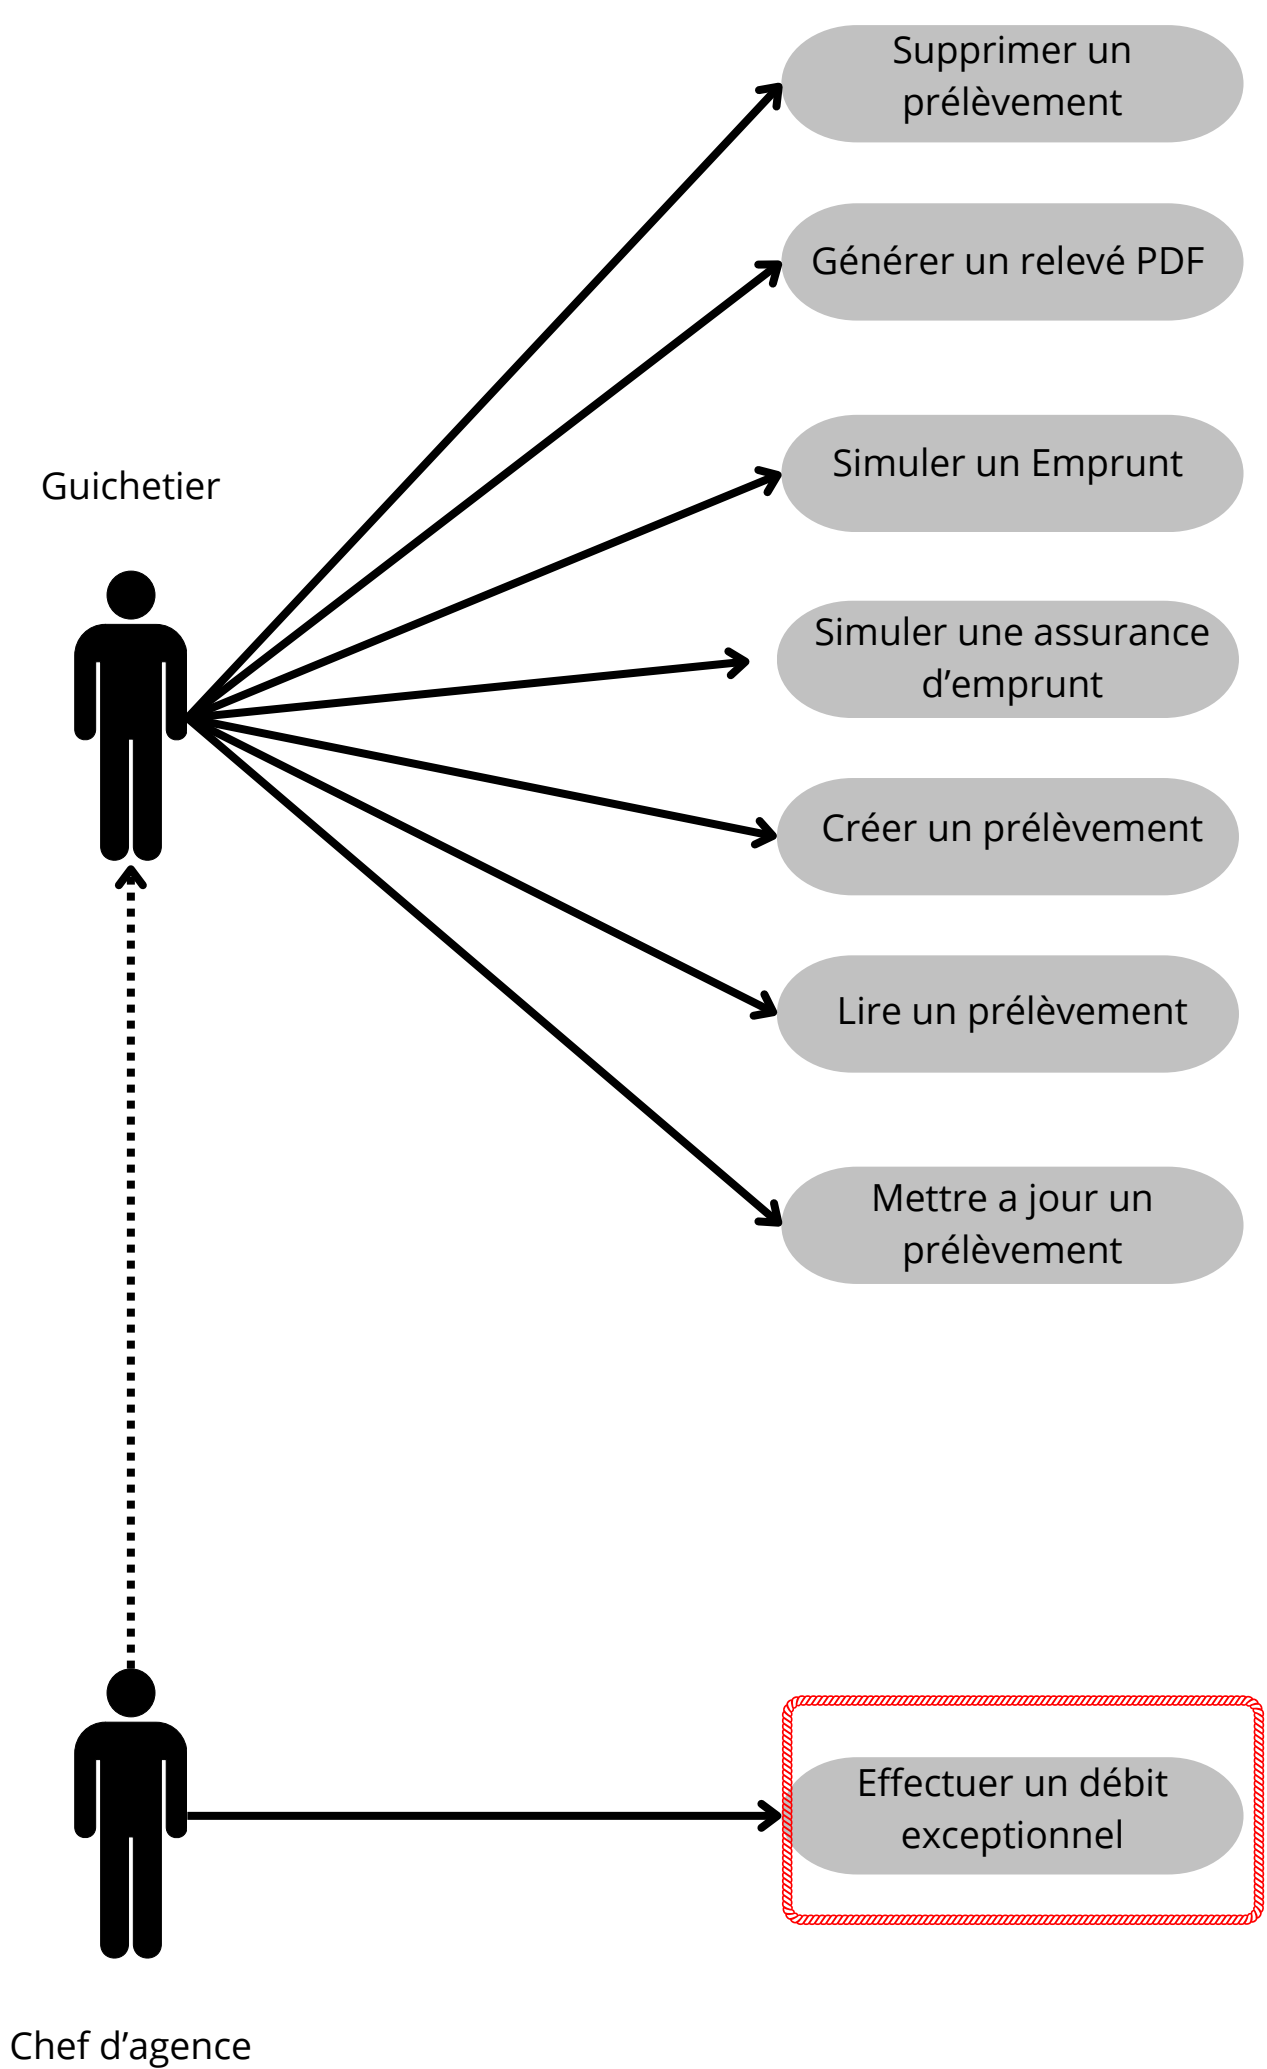 Supprimer un
prélèvement
Générer un relevé PDF
Simuler un Emprunt
Guichetier
Simuler une assurance
d’emprunt
Créer un prélèvement
Lire un prélèvement
Mettre a jour un
prélèvement
Effectuer un débit
exceptionnel
Chef d’agence